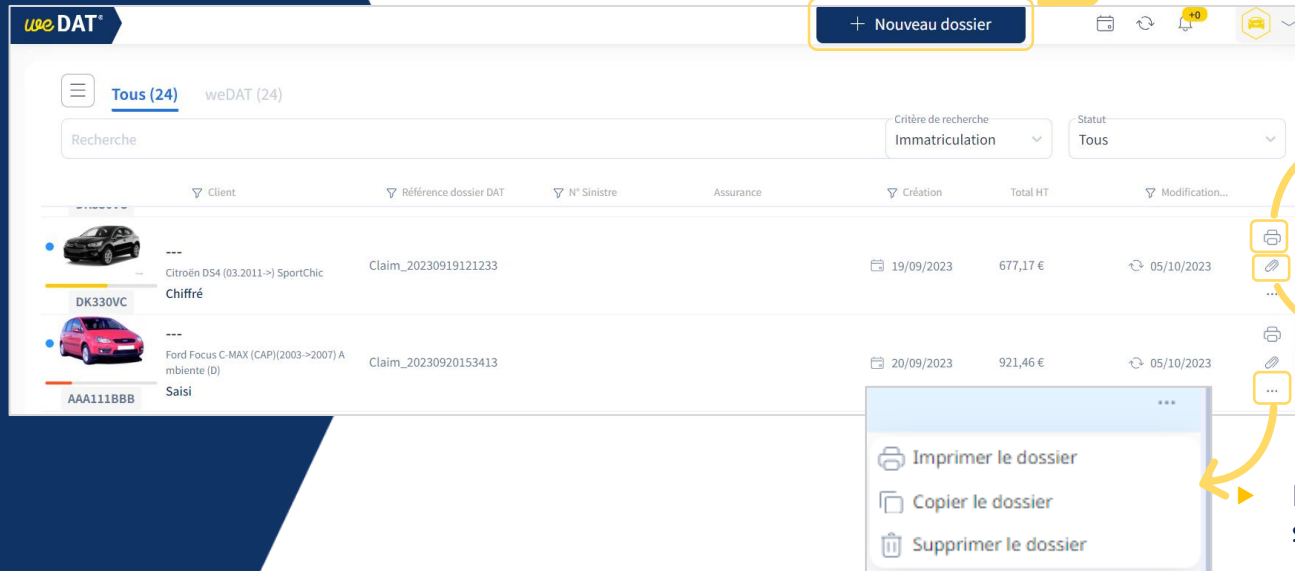 weDAT®
+ Nouveau dossier
+0
Tous (24) weDAT (24)
Recherche
Critère de recherche
Immatriculation
Statut
Tous
Client Référence dossier DAT N° Sinistre Assurance Création Total HT Modification...
---
Citroën DS4 (03.2011->) SportChic
Chiffré
DK330VC
Claim_20230919121233
19/09/2023
677,17 €
05/10/2023
...
---
Ford Focus C-MAX (CAP)(2003->2007) A
mbiente (D)
Saisi
AAA111BBB
Claim_20230920153413
20/09/2023
921,46 €
05/10/2023
...
...
Imprimer le dossier
Copier le dossier
Supprimer le dossier